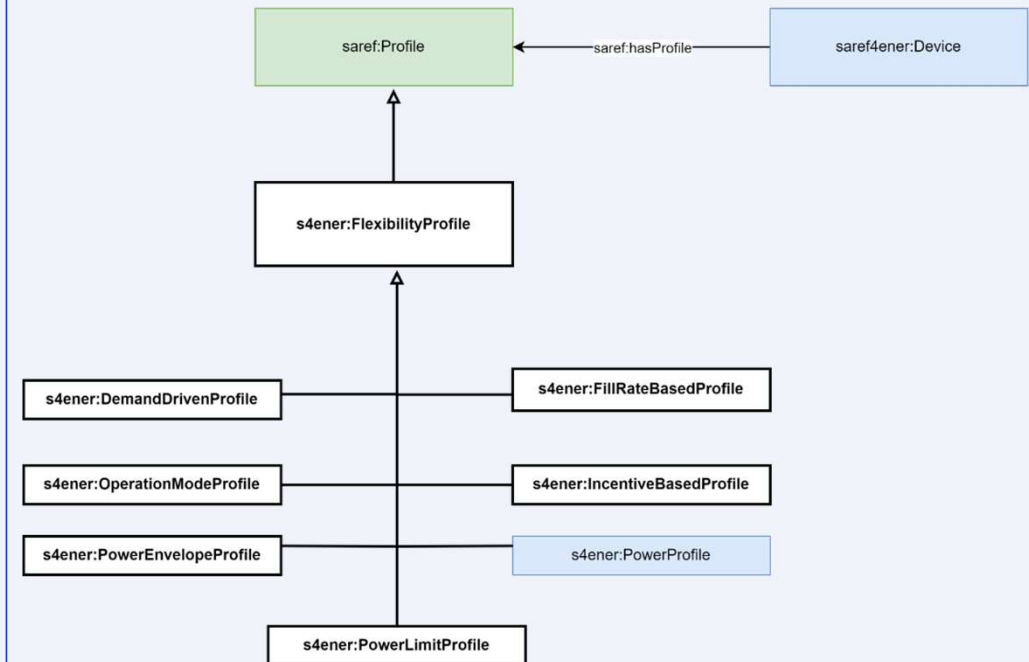 saref:Profile
saref:hasProfile
saref4ener:Device
s4ener:FlexibilityProfile
s4ener:DemandDrivenProfile
s4ener:FillRateBasedProfile
s4ener:OperationModeProfile
s4ener:IncentiveBasedProfile
s4ener:PowerEnvelopeProfile
s4ener:PowerProfile
s4ener:PowerLimitProfile